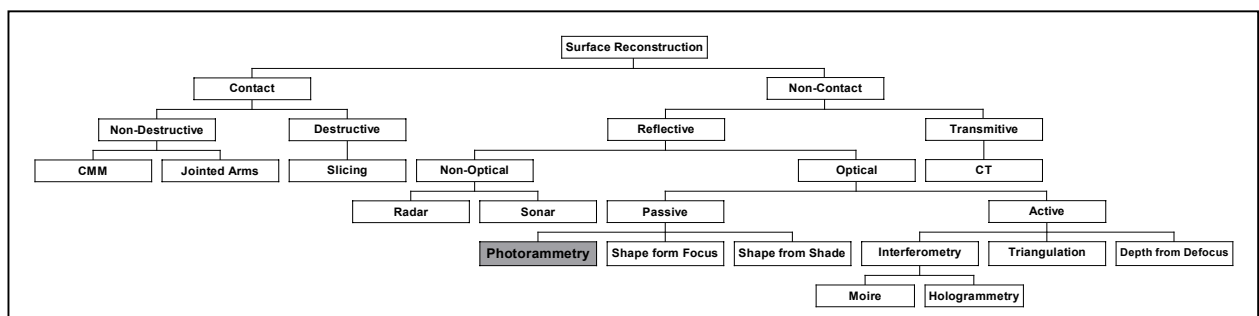 Surface Reconstruction
Contact
Non-Contact
Non-Destructive
Destructive
Reflective
Transmitive
CMM
Jointed Arms
Slicing
Non-Optical
Optical
CT
Radar
Sonar
Passive
Active
Photorammetry
Shape form Focus
Shape from Shade
Interferometry
Triangulation
Depth from Defocus
Moire
Hologrammetry